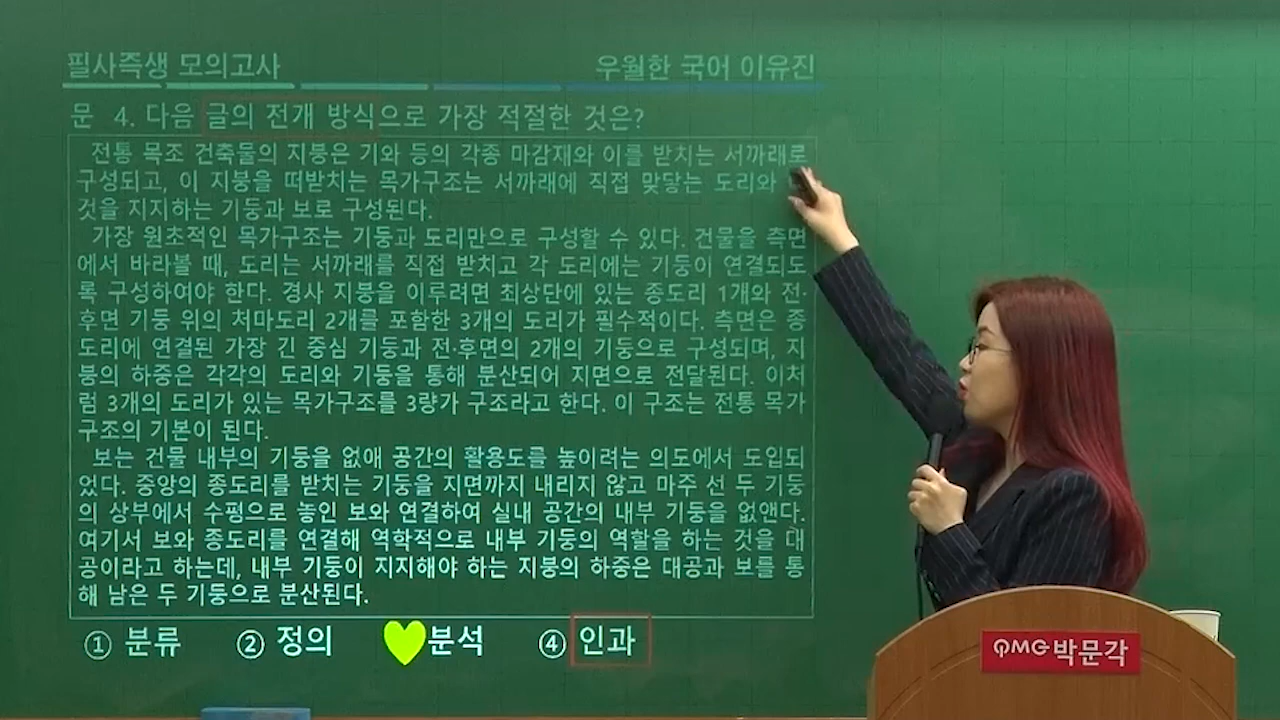 필사즉생 모의고사
우월한 국어 이유진
문 4. 다음 글의 전개 방식으로 가장 적절한 것은?
전통 목조 건축물의 지붕은 기와 등의 각종 마감재와 이를 받치는 서까래로
구성되고, 이 지붕을 떠받치는 목가구조는 서까래에 직접 맞닿는 도리와
것을 지지하는 기둥과 보로 구성된다.
가장 원초적인 목가구조는 기둥과 도리만으로 구성할 수 있다. 건물을 측면
에서 바라볼 때, 도리는 서까래를 직접 받치고 각 도리에는 기둥이 연결되도
록 구성하여야 한다. 경사 지붕을 이루려면 최상단에 있는 종도리 1개와 전·
후면 기둥 위의 처마도리 2개를 포함한 3개의 도리가 필수적이다. 측면은 종
도리에 연결된 가장 긴 중심 기둥과 전·후면의 2개의 기둥으로 구성되며, 지
붕의 하중은 각각의 도리와 기둥을 통해 분산되어 지면으로 전달된다. 이처
럼 3개의 도리가 있는 목가구조를 3량가 구조라고 한다. 이 구조는 전통 목가
구조의 기본이 된다.
보는 건물 내부의 기둥을 없애 공간의 활용도를 높이려는 의도에서 도입되
었다. 중앙의 종도리를 받치는 기둥을 지면까지 내리지 않고 마주 선 두 기둥
의 상부에서 수평으로 놓인 보와 연결하여 실내 공간의 내부 기둥을 없앤다.
여기서 보와 종도리를 연결해 역학적으로 내부 기둥의 역할을 하는 것을 대
공이라고 하는데, 내부 기둥이 지지해야 하는 지붕의 하중은 대공과 보를 통
해 남은 두 기둥으로 분산된다.
① 분류 ② 정의 분석 ④ 인과
PMG 박문각